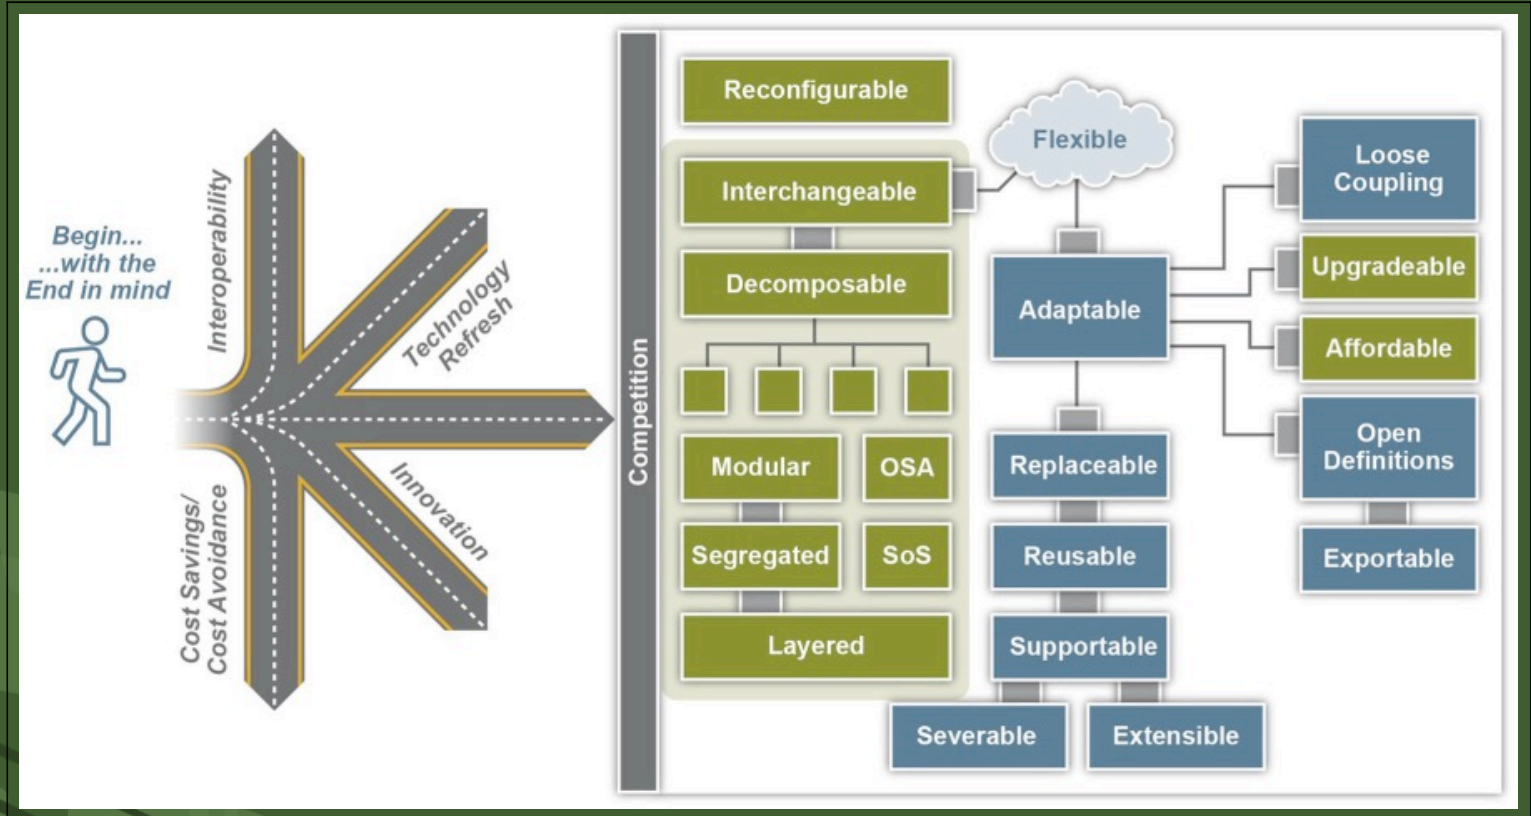 Begin...
...with the
End in mind
Interoperability
Technology
Refresh
Innovation
Cost Savings/
Cost Avoidance
Competition
Reconfigurable
Interchangeable
Decomposable
Modular
OSA
Segregated
SoS
Layered
Flexible
Adaptable
Replaceable
Reusable
Supportable
Severable
Extensible
Loose
Coupling
Upgradeable
Affordable
Open
Definitions
Exportable